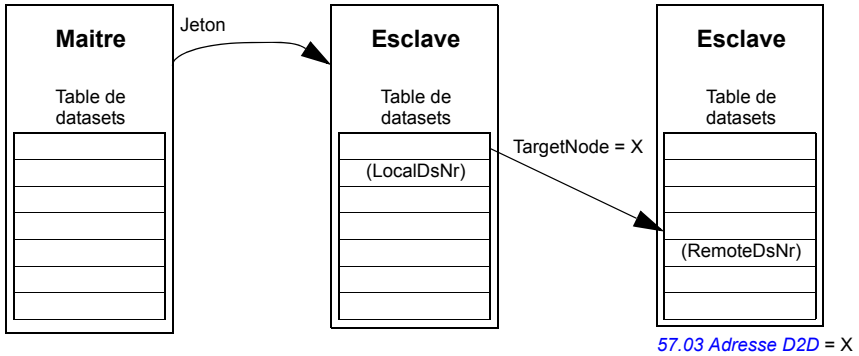 Maitre
Table de
datasets
Jeton
Esclave
Table de
datasets
(LocalDsNr)
TargetNode = X
Esclave
Table de
datasets
(RemoteDsNr)
57.03 Adresse D2D = X